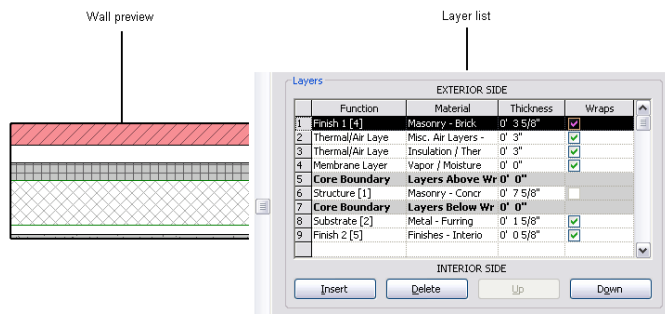 Wall preview
Layer list
Layers
EXTERIOR SIDE
Function Material Thickness Wraps
1 Finish 1 [4] Masonry - Brick 0' 3 5/8"
2 Thermal/Air Laye Misc. Air Layers - 0' 3"
3 Thermal/Air Laye Insulation / Ther 0' 3"
4 Membrane Layer Vapor / Moisture 0' 0"
5 Core Boundary Layers Above Wr 0' 0"
6 Structure [1] Masonry - Concr 0' 7 5/8"
7 Core Boundary Layers Below Wr 0' 0"
8 Substrate [2] Metal - Furring 0' 1 5/8"
9 Finish 2 [5] Finishes - Interio 0' 0 5/8"
INTERIOR SIDE
Insert Delete Up Down